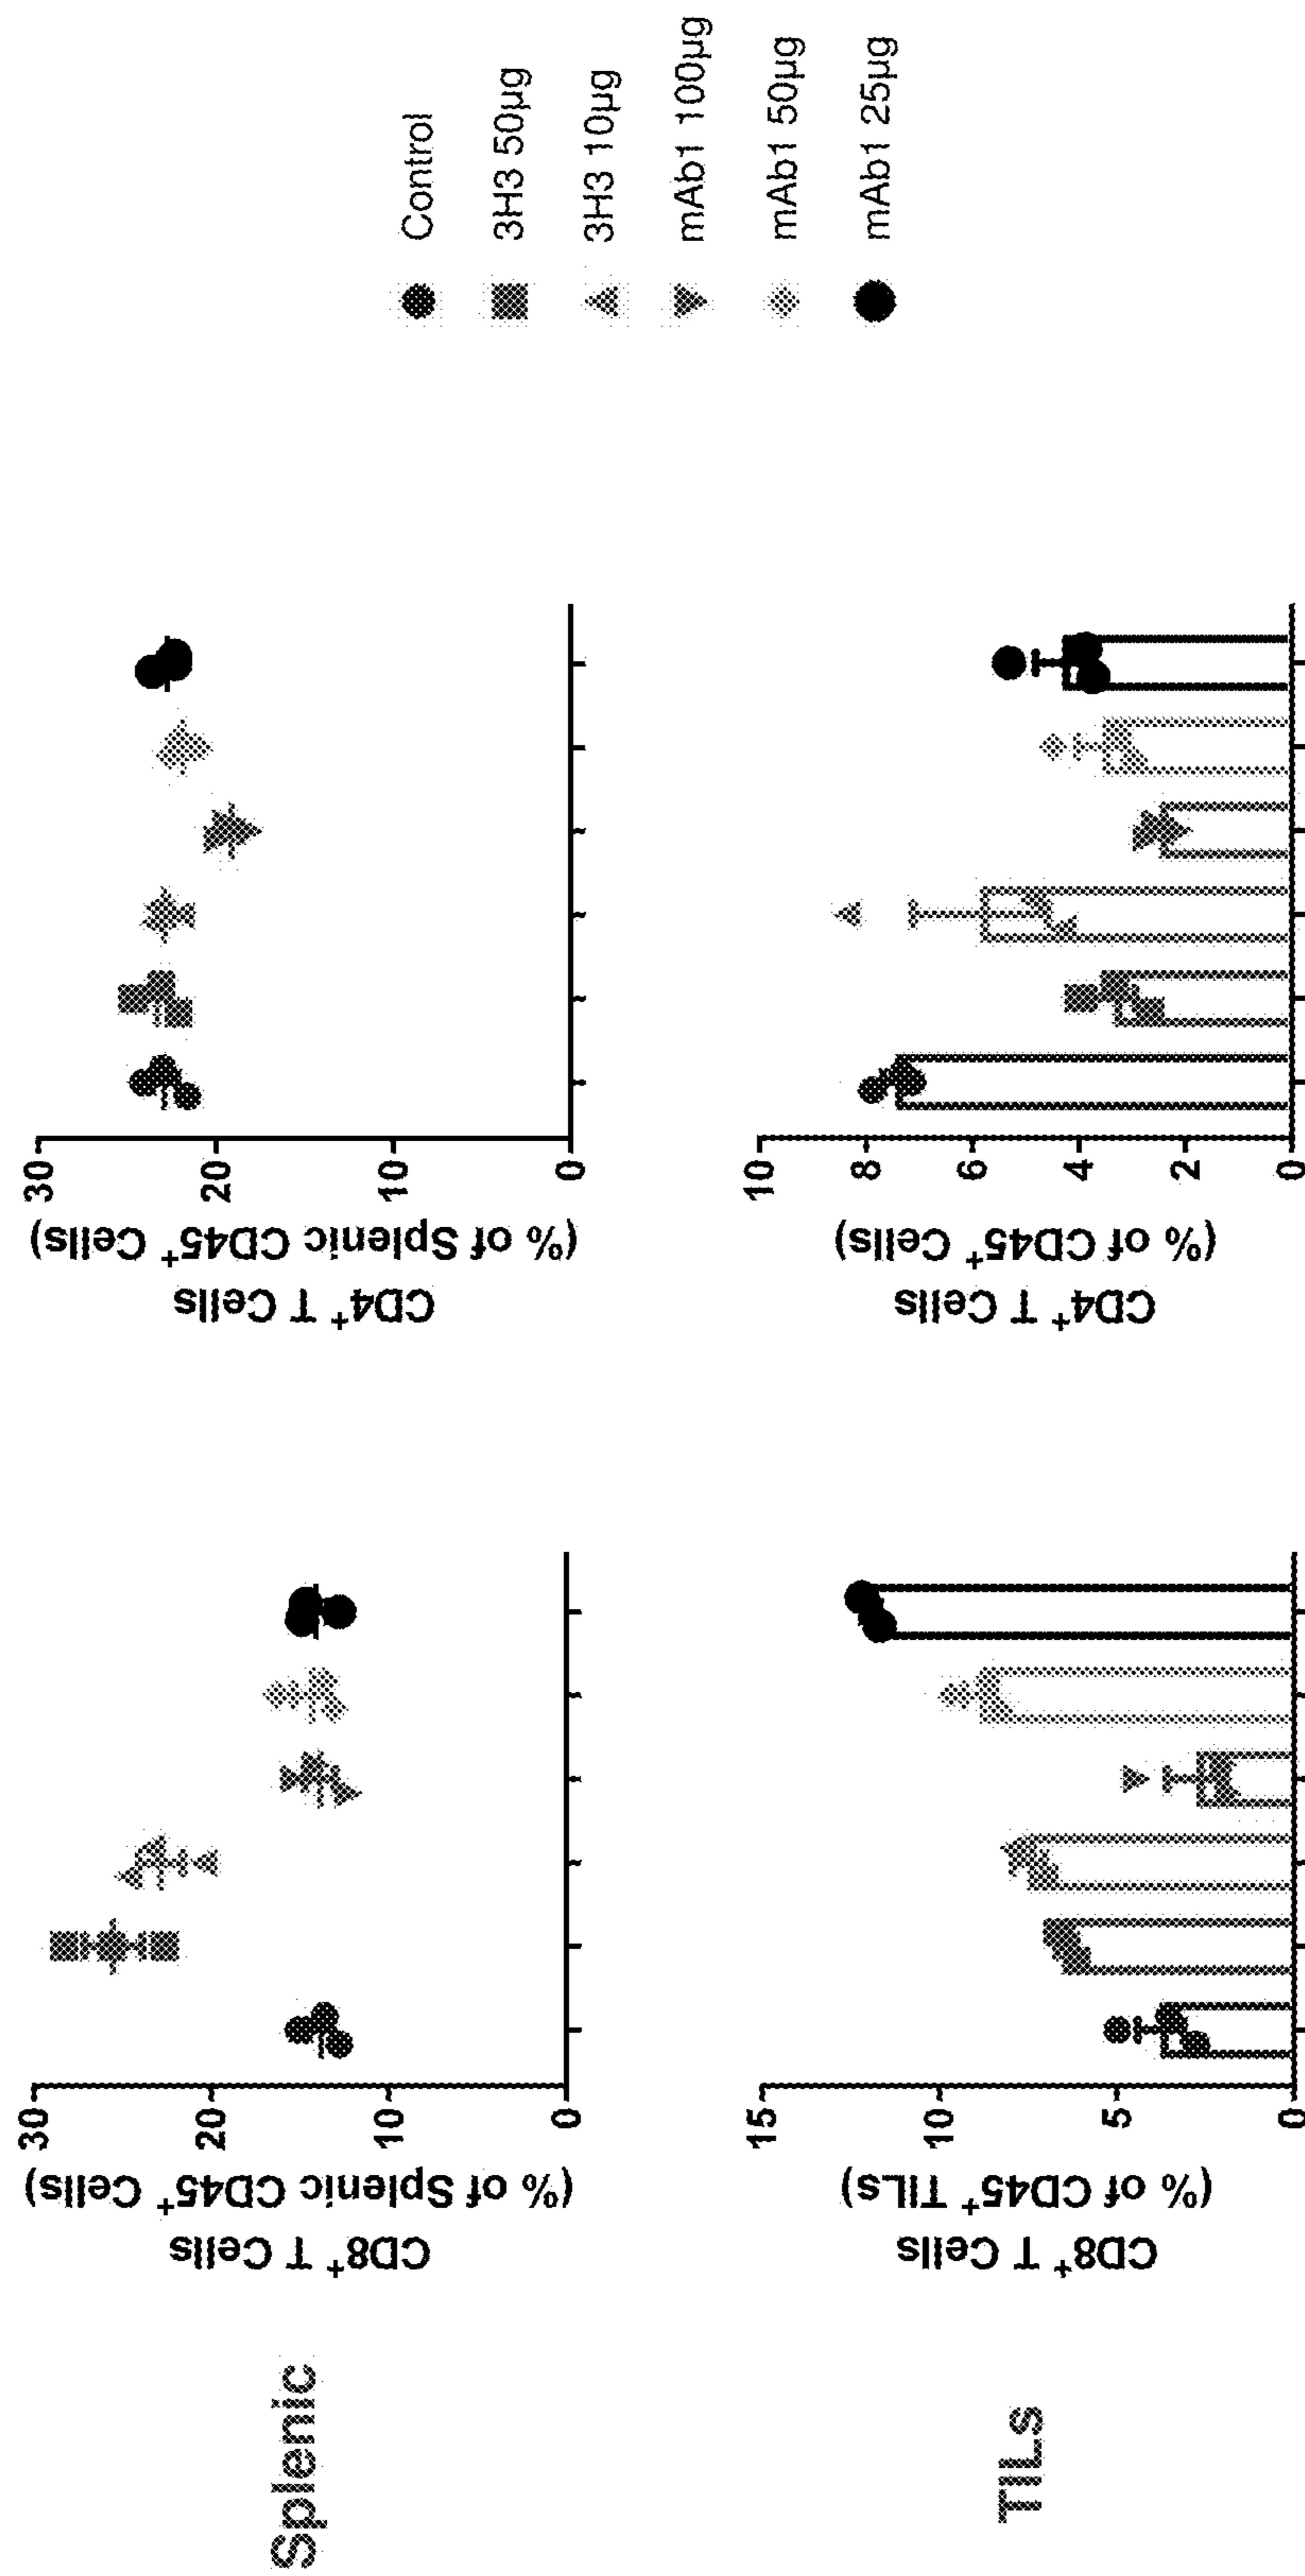 Splenic
CD8+ T Cells
(% of Splenic CD45+ Cells)
30
20
10
0
CD4+ T Cells
(% of Splenic CD45+ Cells)
30
20
10
0
Control
3H3 50µg
3H3 10µg
mAb1 100µg
mAb1 50µg
mAb1 25µg
TILs
CD8+ T Cells
(% of CD45+ TILs)
15
10
5
0
CD4+ T Cells
(% of CD45+ Cells)
10
8
6
4
2
0